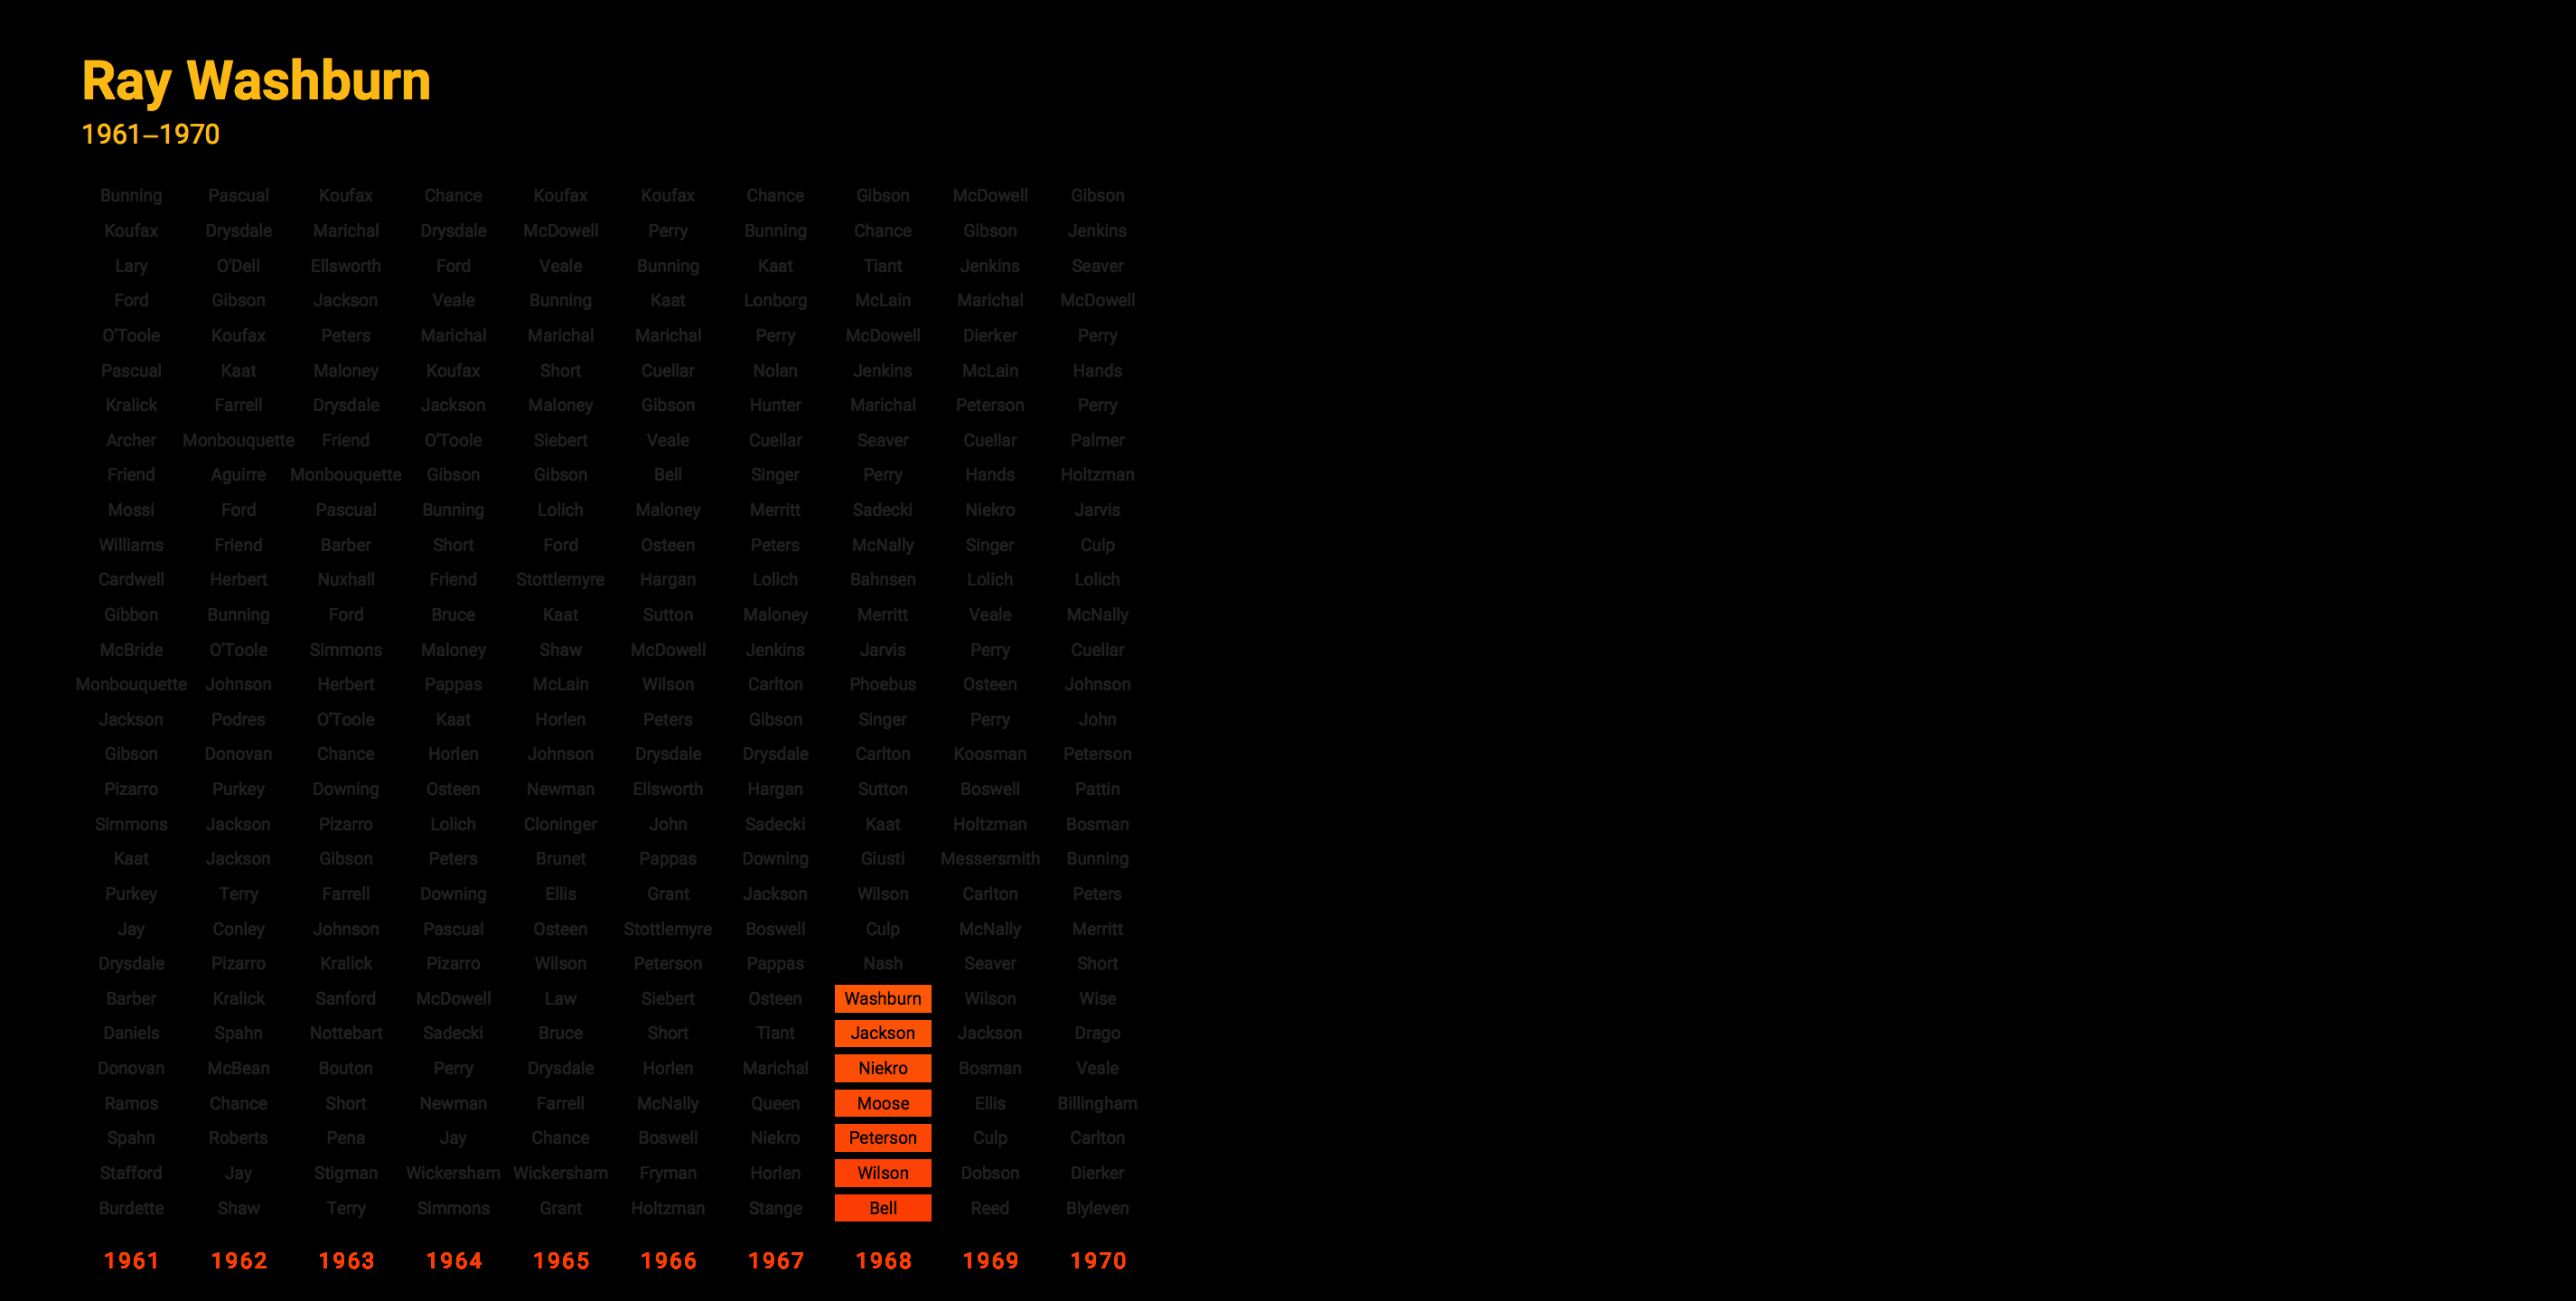 Ray Washburn
1961–1970
Bunning Pascual Koufax Chance Koufax Koufax Chance Gibson McDowell Gibson
Koufax Drysdale Marichal Drysdale McDowell Perry Bunning Chance Gibson Jenkins
Lary O'Dell Ellsworth Ford Veale Bunning Kaat Tiant Jenkins Seaver
Ford Gibson Jackson Veale Bunning Kaat Lonborg McLain Marichal McDowell
O'Toole Koufax Peters Marichal Marichal Marichal Perry McDowell Dierker Perry
Pascual Kaat Maloney Koufax Short Cuellar Nolan Jenkins McLain Hands
Kralick Farrell Drysdale Jackson Maloney Gibson Hunter Marichal Peterson Perry
Archer Monbouquette Friend O'Toole Siebert Veale Cuellar Seaver Cuellar Palmer
Friend Aguirre Monbouquette Gibson Gibson Bell Singer Perry Hands Holtzman
Mossi Ford Pascual Bunning Lolich Maloney Merritt Sadecki Niekro Jarvis
Williams Friend Barber Short Ford Osteen Peters McNally Singer Culp
Cardwell Herbert Nuxhall Friend Stottlemyre Hargan Lolich Bahnsen Lolich Lolich
Gibbon Bunning Ford Bruce Kaat Sutton Maloney Merritt Veale McNally
McBride O'Toole Simmons Maloney Shaw McDowell Jenkins Jarvis Perry Cuellar
Monbouquette Johnson Herbert Pappas McLain Wilson Carlton Phoebus Osteen Johnson
Jackson Podres O'Toole Kaat Horlen Peters Gibson Singer Perry John
Gibson Donovan Chance Horlen Johnson Drysdale Drysdale Carlton Koosman Peterson
Pizarro Purkey Downing Osteen Newman Ellsworth Hargan Sutton Boswell Pattin
Simmons Jackson Pizarro Lolich Cloninger John Sadecki Kaat Holtzman Bosman
Kaat Jackson Gibson Peters Brunet Pappas Downing Giusti Messersmith Bunning
Purkey Terry Farrell Downing Ellis Grant Jackson Wilson Carlton Peters
Jay Conley Johnson Pascual Osteen Stottlemyre Boswell Culp McNally Merritt
Drysdale Pizarro Kralick Pizarro Wilson Peterson Pappas Nash Seaver Short
Barber Kralick Sanford McDowell Law Siebert Osteen Washburn Wilson Wise
Daniels Spahn Nottebart Sadecki Bruce Short Tiant Jackson Jackson Drago
Donovan McBean Bouton Perry Drysdale Horlen Marichal Niekro Bosman Veale
Ramos Chance Short Newman Farrell McNally Queen Moose Ellis Billingham
Spahn Roberts Pena Jay Chance Boswell Niekro Peterson Culp Carlton
Stafford Jay Stigman Wickersham Wickersham Fryman Horlen Wilson Dobson Dierker
Burdette Shaw Terry Simmons Grant Holtzman Stange Bell Reed Blyleven
1961 1962 1963 1964 1965 1966 1967 1968 1969 1970